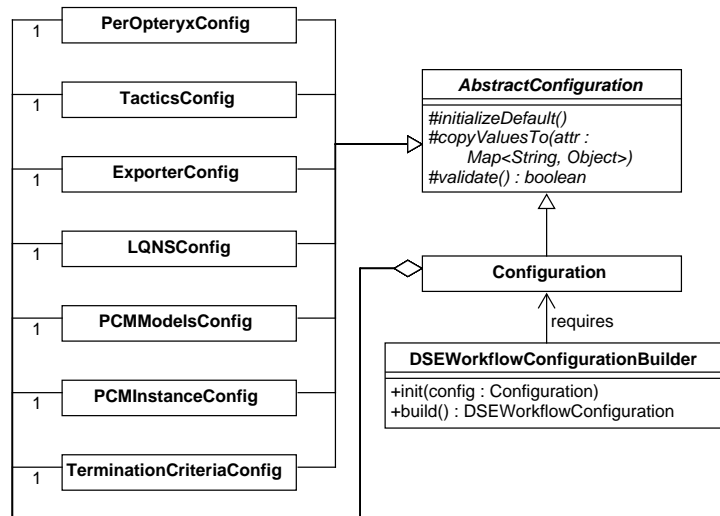 PerOpteryxConfig
1
TacticsConfig
1
ExporterConfig
1
LQNSConfig
1
PCMModelsConfig
1
PCMInstanceConfig
1
TerminationCriteriaConfig
1
AbstractConfiguration
#initializeDefault()
#copyValuesTo(attr :
Map<String, Object>)
#validate() : boolean
Configuration
requires
DSEWorkflowConfigurationBuilder
+init(config : Configuration)
+build() : DSEWorkflowConfiguration